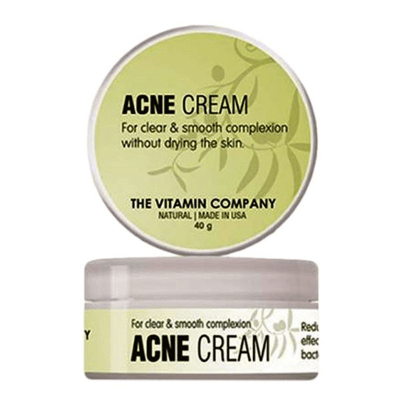 ACNE CREAM
For clear & smooth complexion
without drying the skin.
THE VITAMIN COMPANY
NATURAL | MADE IN USA
40 g
For clear & smooth complexion
ACNE CREAM